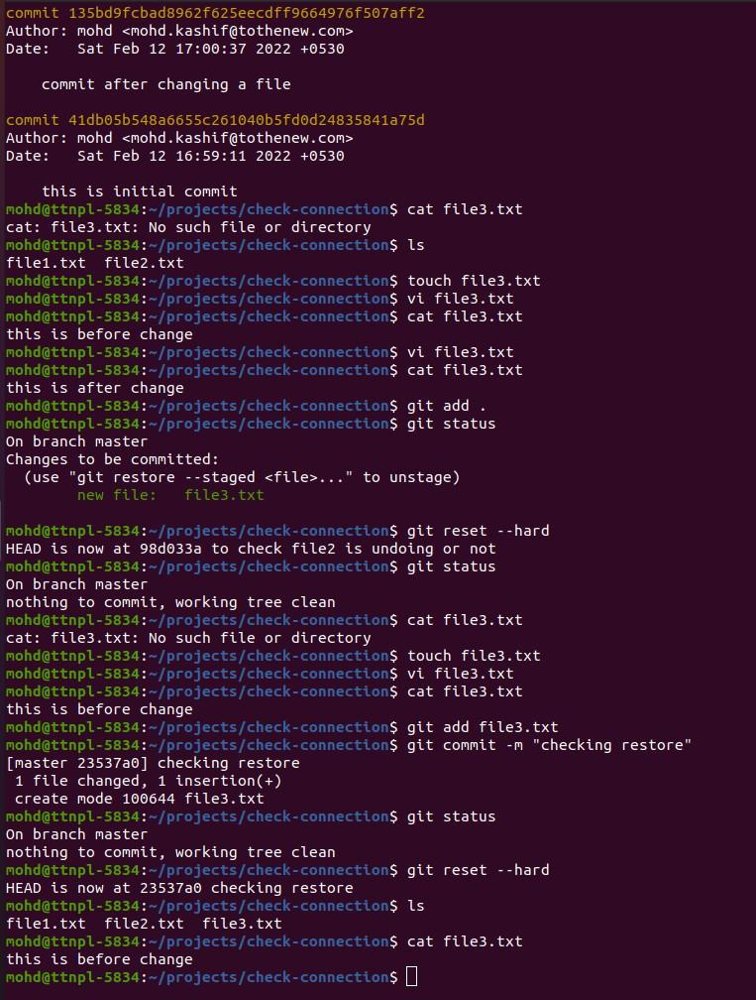 commit 135bd9fcbad8962f625eecdff9664976f507aff2
Author: mohd <mohd.kashif@tothenew.com>
Date:   Sat Feb 12 17:00:37 2022 +0530
    commit after changing a file
commit 41db05b548a6655c261040b5fd0d24835841a75d
Author: mohd <mohd.kashif@tothenew.com>
Date:   Sat Feb 12 16:59:11 2022 +0530
    this is initial commit
mohd@ttnpl-5834:~/projects/check-connection$ cat file3.txt
cat: file3.txt: No such file or directory
mohd@ttnpl-5834:~/projects/check-connection$ ls
file1.txt  file2.txt
mohd@ttnpl-5834:~/projects/check-connection$ touch file3.txt
mohd@ttnpl-5834:~/projects/check-connection$ vi file3.txt
mohd@ttnpl-5834:~/projects/check-connection$ cat file3.txt
this is before change
mohd@ttnpl-5834:~/projects/check-connection$ vi file3.txt
mohd@ttnpl-5834:~/projects/check-connection$ cat file3.txt
this is after change
mohd@ttnpl-5834:~/projects/check-connection$ git add .
mohd@ttnpl-5834:~/projects/check-connection$ git status
On branch master
Changes to be committed:
  (use "git restore --staged <file>..." to unstage)
        new file:   file3.txt
mohd@ttnpl-5834:~/projects/check-connection$ git reset --hard
HEAD is now at 98d033a to check file2 is undoing or not
mohd@ttnpl-5834:~/projects/check-connection$ git status
On branch master
nothing to commit, working tree clean
mohd@ttnpl-5834:~/projects/check-connection$ cat file3.txt
cat: file3.txt: No such file or directory
mohd@ttnpl-5834:~/projects/check-connection$ touch file3.txt
mohd@ttnpl-5834:~/projects/check-connection$ vi file3.txt
mohd@ttnpl-5834:~/projects/check-connection$ cat file3.txt
this is before change
mohd@ttnpl-5834:~/projects/check-connection$ git add file3.txt
mohd@ttnpl-5834:~/projects/check-connection$ git commit -m "checking restore"
[master 23537a0] checking restore
 1 file changed, 1 insertion(+)
 create mode 100644 file3.txt
mohd@ttnpl-5834:~/projects/check-connection$ git status
On branch master
nothing to commit, working tree clean
mohd@ttnpl-5834:~/projects/check-connection$ git reset --hard
HEAD is now at 23537a0 checking restore
mohd@ttnpl-5834:~/projects/check-connection$ ls
file1.txt  file2.txt  file3.txt
mohd@ttnpl-5834:~/projects/check-connection$ cat file3.txt
this is before change
mohd@ttnpl-5834:~/projects/check-connection$